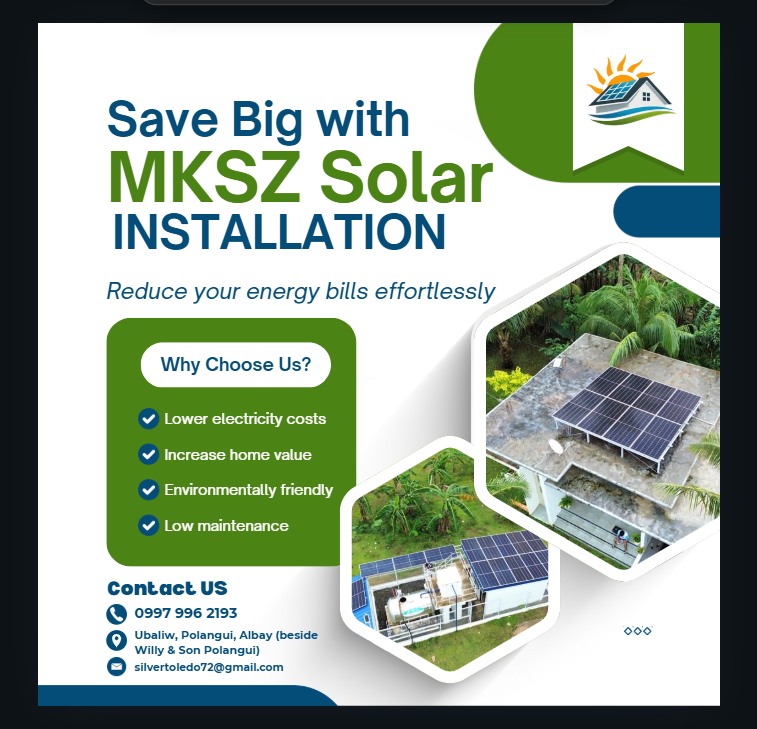 Save Big with
MKSZ Solar
INSTALLATION
Reduce your energy bills effortlessly
Why Choose Us?
Lower electricity costs
Increase home value
Environmentally friendly
Low maintenance
Contact US
0997 996 2193
Ubaliw, Polangui, Albay (beside
Willy & Son Polangui)
silvertoledo72@gmail.com